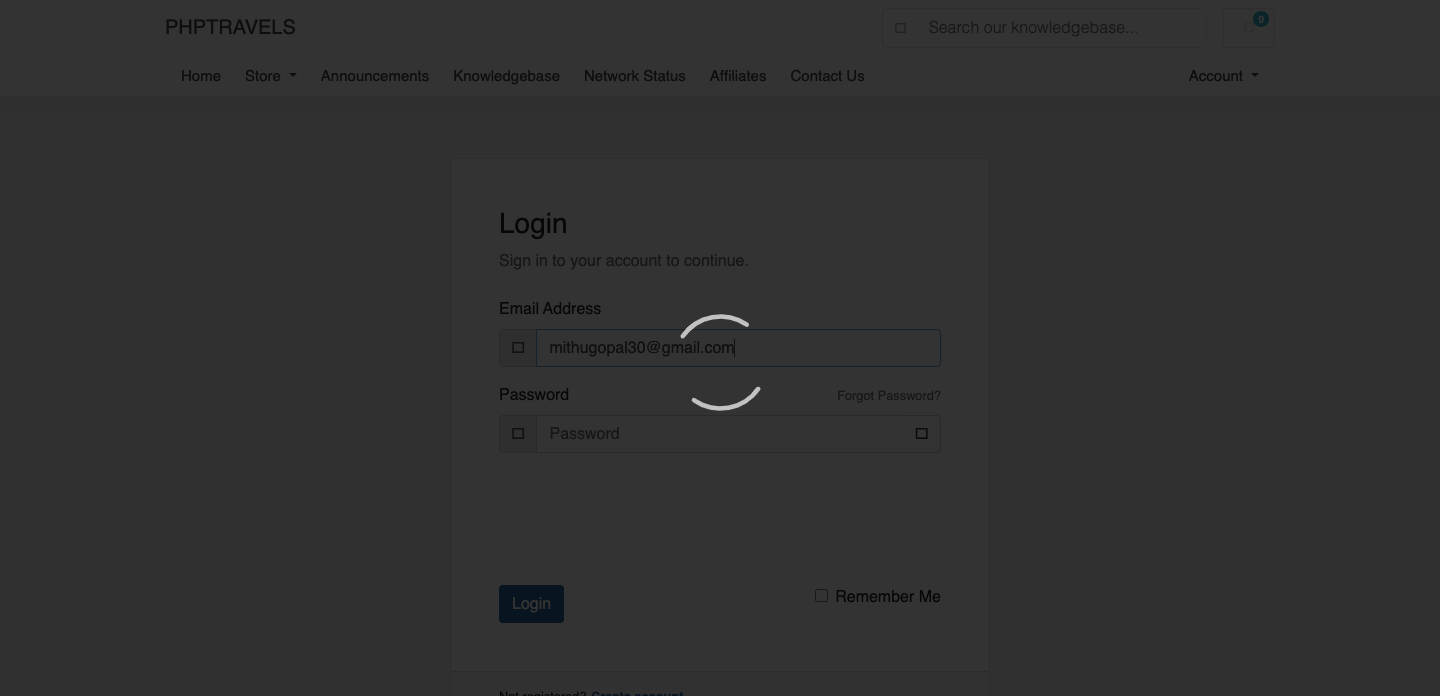 PHPTRAVELS
Search our knowledgebase...
0
Home Store Announcements Knowledgebase Network Status Affiliates Contact Us Account
Login
Sign in to your account to continue.
Email Address
mithugopal30@gmail.com
Password Forgot Password?
Password
Login Remember Me
Not registered? Create account